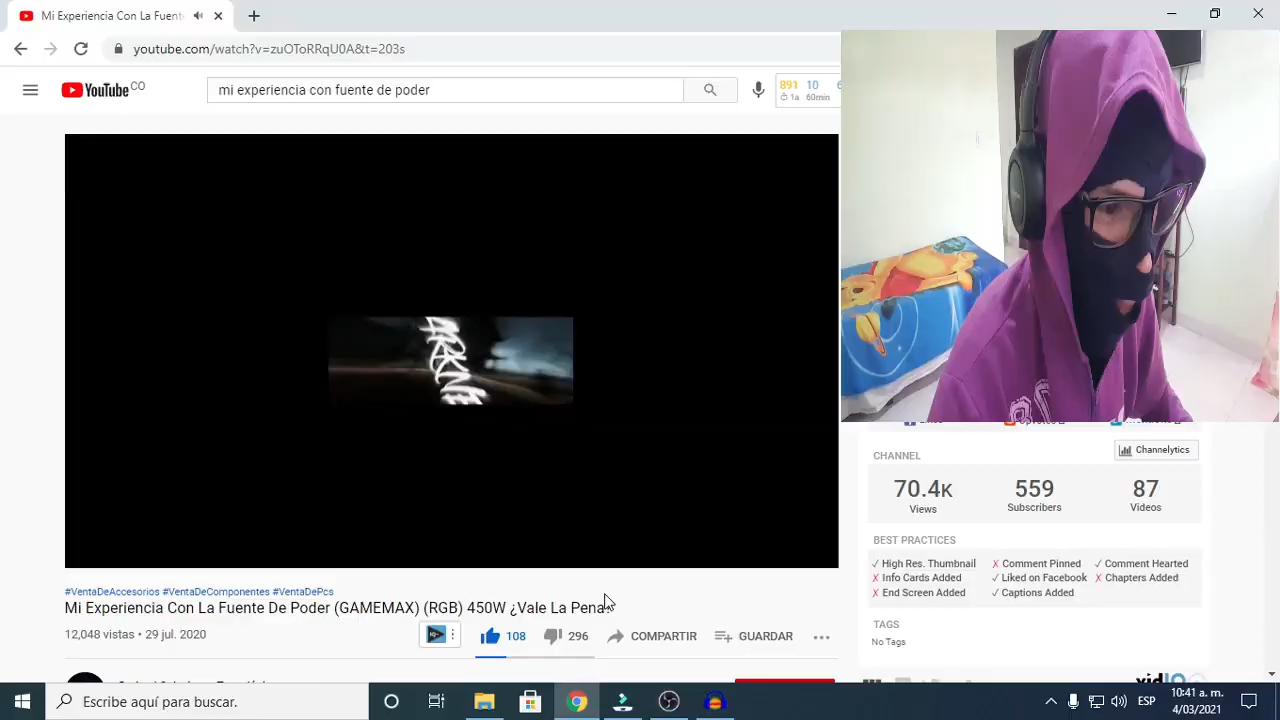 Mi Experiencia Con La Fuent
youtube.com/watch?v=zuOToRRqU0A&t=203s
YouTube CO
mi experiencia con fuente de poder
891 10
1a 60min
CHANNEL
Channelytics
70.4K 559 87
Views Subscribers Videos
BEST PRACTICES
✓ High Res. Thumbnail X Comment Pinned ✓ Comment Hearted
X Info Cards Added ✓ Liked on Facebook X Chapters Added
X End Screen Added ✓ Captions Added
TAGS
No Tags
#VentaDeAccesorios #VentaDeComponentes #VentaDePcs
Mi Experiencia Con La Fuente De Poder (GAMEMAX) (RGB) 450W ¿Vale La Pena
12,048 vistas • 29 jul. 2020
108 296 COMPARTIR GUARDAR
Escribe aquí para buscar.
ESP
10:41 a. m.
4/03/2021